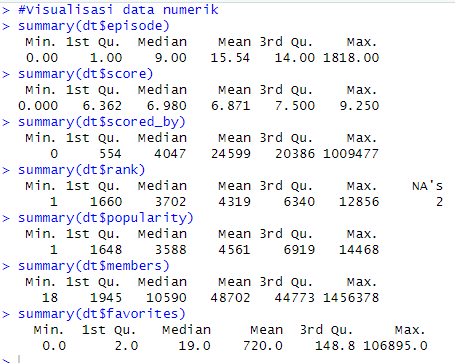 > #visualisasi data numerik
> summary(dt$episode)
Min. 1st Qu. Median Mean 3rd Qu. Max.
0.00 1.00 9.00 15.54 14.00 1818.00
> summary(dt$score)
Min. 1st Qu. Median Mean 3rd Qu. Max.
0.000 6.362 6.980 6.871 7.500 9.250
> summary(dt$scored_by)
Min. 1st Qu. Median Mean 3rd Qu. Max.
0 554 4047 24599 20386 1009477
> summary(dt$rank)
Min. 1st Qu. Median Mean 3rd Qu. Max. NA's
1 1660 3702 4319 6340 12856 2
> summary(dt$popularity)
Min. 1st Qu. Median Mean 3rd Qu. Max.
1 1648 3588 4561 6919 14468
> summary(dt$members)
Min. 1st Qu. Median Mean 3rd Qu. Max.
18 1945 10590 48702 44773 1456378
> summary(dt$favorites)
Min. 1st Qu. Median Mean 3rd Qu. Max.
0.0 2.0 19.0 720.0 148.8 106895.0
>